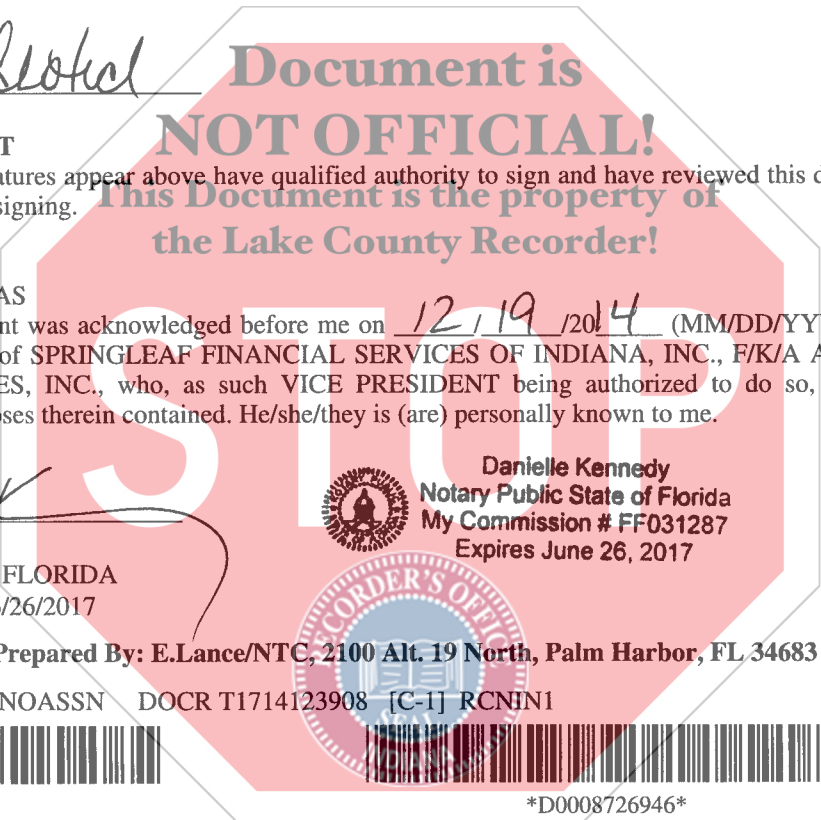 Document is
NOT OFFICIAL!
T
atures appear above have qualified authority to sign and have reviewed this d
signing.
This Document is the property of
the Lake County Recorder!
AS
nt was acknowledged before me on 12 / 19 /2014 (MM/DD/YY
of SPRINGLEAF FINANCIAL SERVICES OF INDIANA, INC., F/K/A A
ES, INC., who, as such VICE PRESIDENT being authorized to do so,
oses therein contained. He/she/they is (are) personally known to me.
STOP
Danielle Kennedy
Notary Public State of Florida
My Commission # FF031287
Expires June 26, 2017
FLORIDA
/26/2017
RECORDER'S OFFICE
SEAL
INDIANA
Prepared By: E.Lance/NTC, 2100 Alt. 19 North, Palm Harbor, FL 34683
NOASSN DOCR T1714123908 [C-1] RCNIN1
*D0008726946*